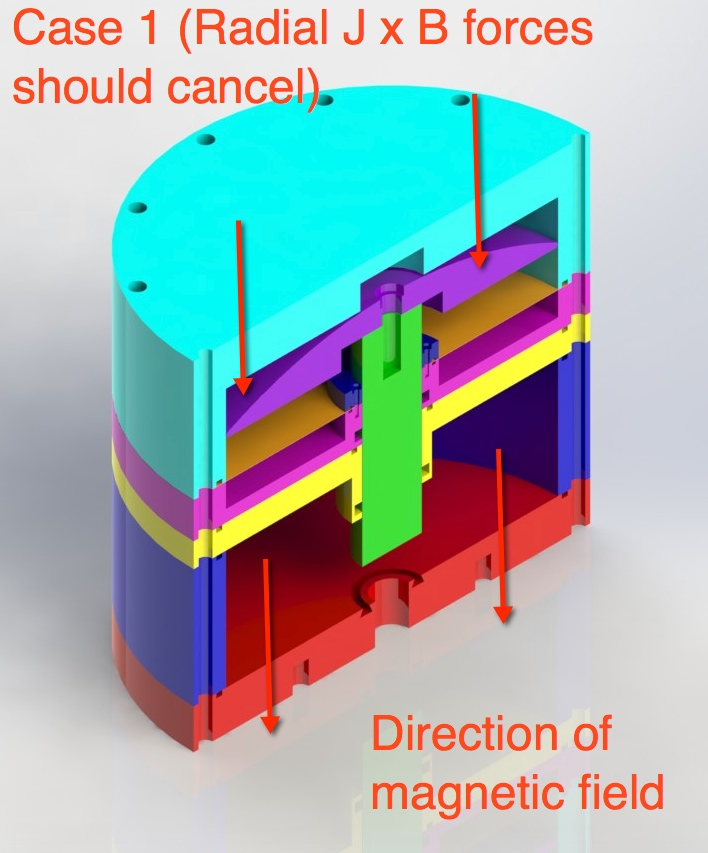 Case 1 (Radial J x B forces
should cancel)
Direction of
magnetic field